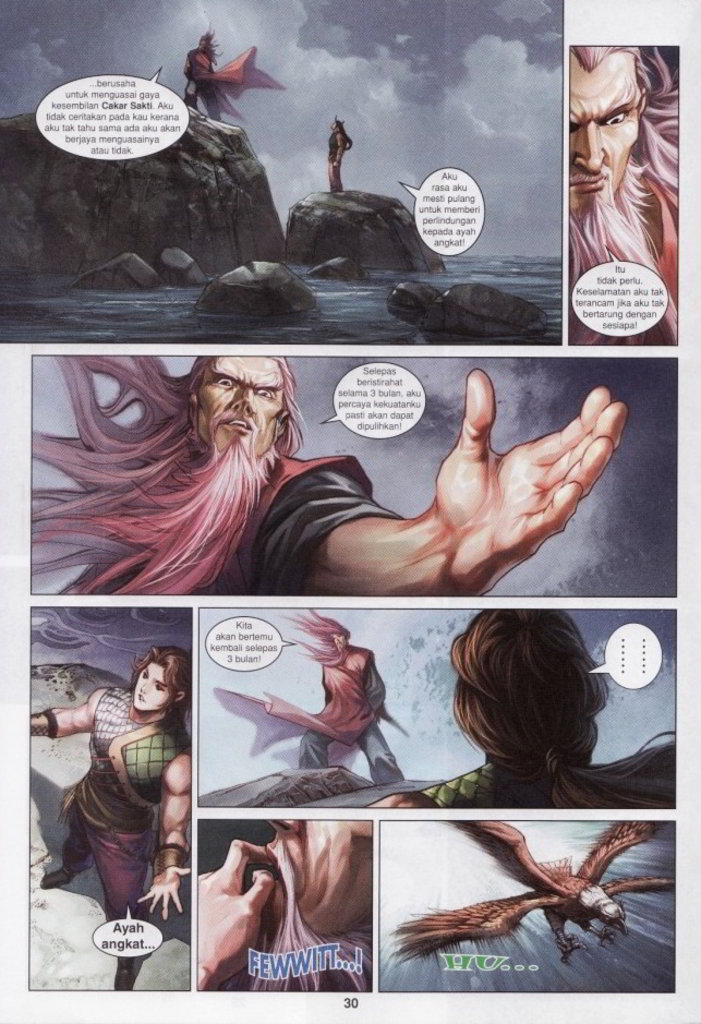 ...berusaha
untuk menguasai gaya
kesembilan Cakar Sakti. Aku
tidak ceritakan pada kau kerana
aku tak tahu sama ada aku
berjaya menguasainya
atau tidak.
Aku
rasa aku
mesti pulang
untuk memberi
perlindungan
kepada ayah
angkat!
Itu
tidak perlu.
Keselamatan aku
terancam jika aku tak
bertarung dengan
sesiapa!
Selepas
beristirahat
selama 3 bulan, aku
percaya kekuatanku
pasti akan dapat
dipulihkan!
Ayah
angkat...
Kita
akan bertemu
kembali selepas
3 bulan!
FEWWITT...!
HU...
30